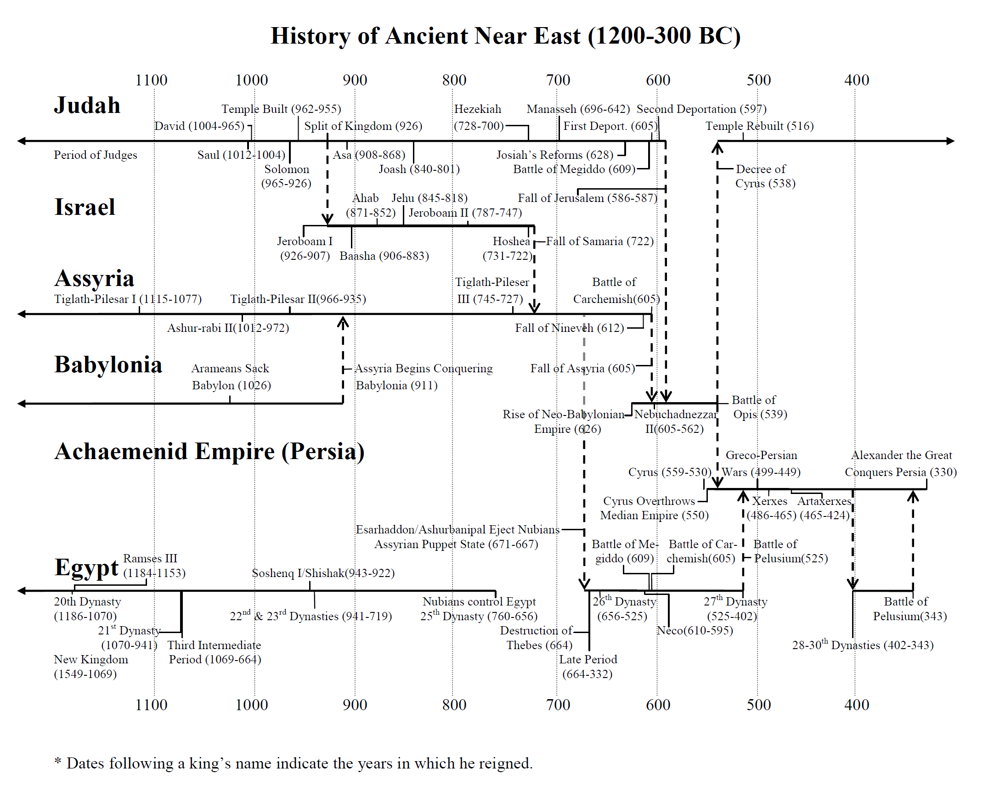 History of Ancient Near East (1200-300 BC)
1100 1000 900 800 700 600 500 400
Judah
Temple Built (962-955) Hezekiah Manasseh (696-642) Second Deportation (597)
David (1004-965) Split of Kingdom (926) (728-700) First Deport. (605) Temple Rebuilt (516)
Period of Judges Saul (1012-1004) Asa (908-868) Josiah’s Reforms (628)
Solomon Joash (840-801) Battle of Megiddo (609) Decree of
(965-926) Cyrus (538)
Israel
Ahab Jehu (845-818) Fall of Jerusalem (586-587)
(871-852) Jeroboam II (787-747)
Jeroboam I Hoshea Fall of Samaria (722)
(926-907) Baasha (906-883) (731-722)
Assyria
Tiglath-Pileser Battle of
Tiglath-Pilesar I (1115-1077) Tiglath-Pilesar II(966-935) III (745-727) Carchemish(605)
Ashur-rabi II(1012-972) Fall of Nineveh (612)
Babylonia
Arameans Sack Assyria Begins Conquering Fall of Assyria (605)
Babylon (1026) Babylonia (911)
Battle of
Rise of Neo-Babylonian Nebuchadnezzar Opis (539)
Empire (626) II(605-562)
Achaemenid Empire (Persia)
Greco-Persian Alexander the Great
Cyrus (559-530) Wars (499-449) Conquers Persia (330)
Cyrus Overthrows Xerxes Artaxerxes
Median Empire (550) (486-465) (465-424)
Esarhaddon/Ashurbanipal Eject Nubians
Assyrian Puppet State (671-667) Battle of Me- Battle of Car- Battle of
giddo (609) chemish(605) Pelusium(525)
Egypt
Ramses III
(1184-1153) Soshenq I/Shishak(943-922)
20th Dynasty Nubians control Egypt 26th Dynasty 27th Dynasty Battle of
(1186-1070) 22nd & 23rd Dynasties (941-719) 25th Dynasty (760-656) (656-525) (525-402) Pelusium(343)
21st Dynasty Destruction of Neco(610-595)
(1070-941) Third Intermediate Thebes (664) 28-30th Dynasties (402-343)
New Kingdom Period (1069-664) Late Period
(1549-1069) (664-332)
1100 1000 900 800 700 600 500 400
* Dates following a king’s name indicate the years in which he reigned.